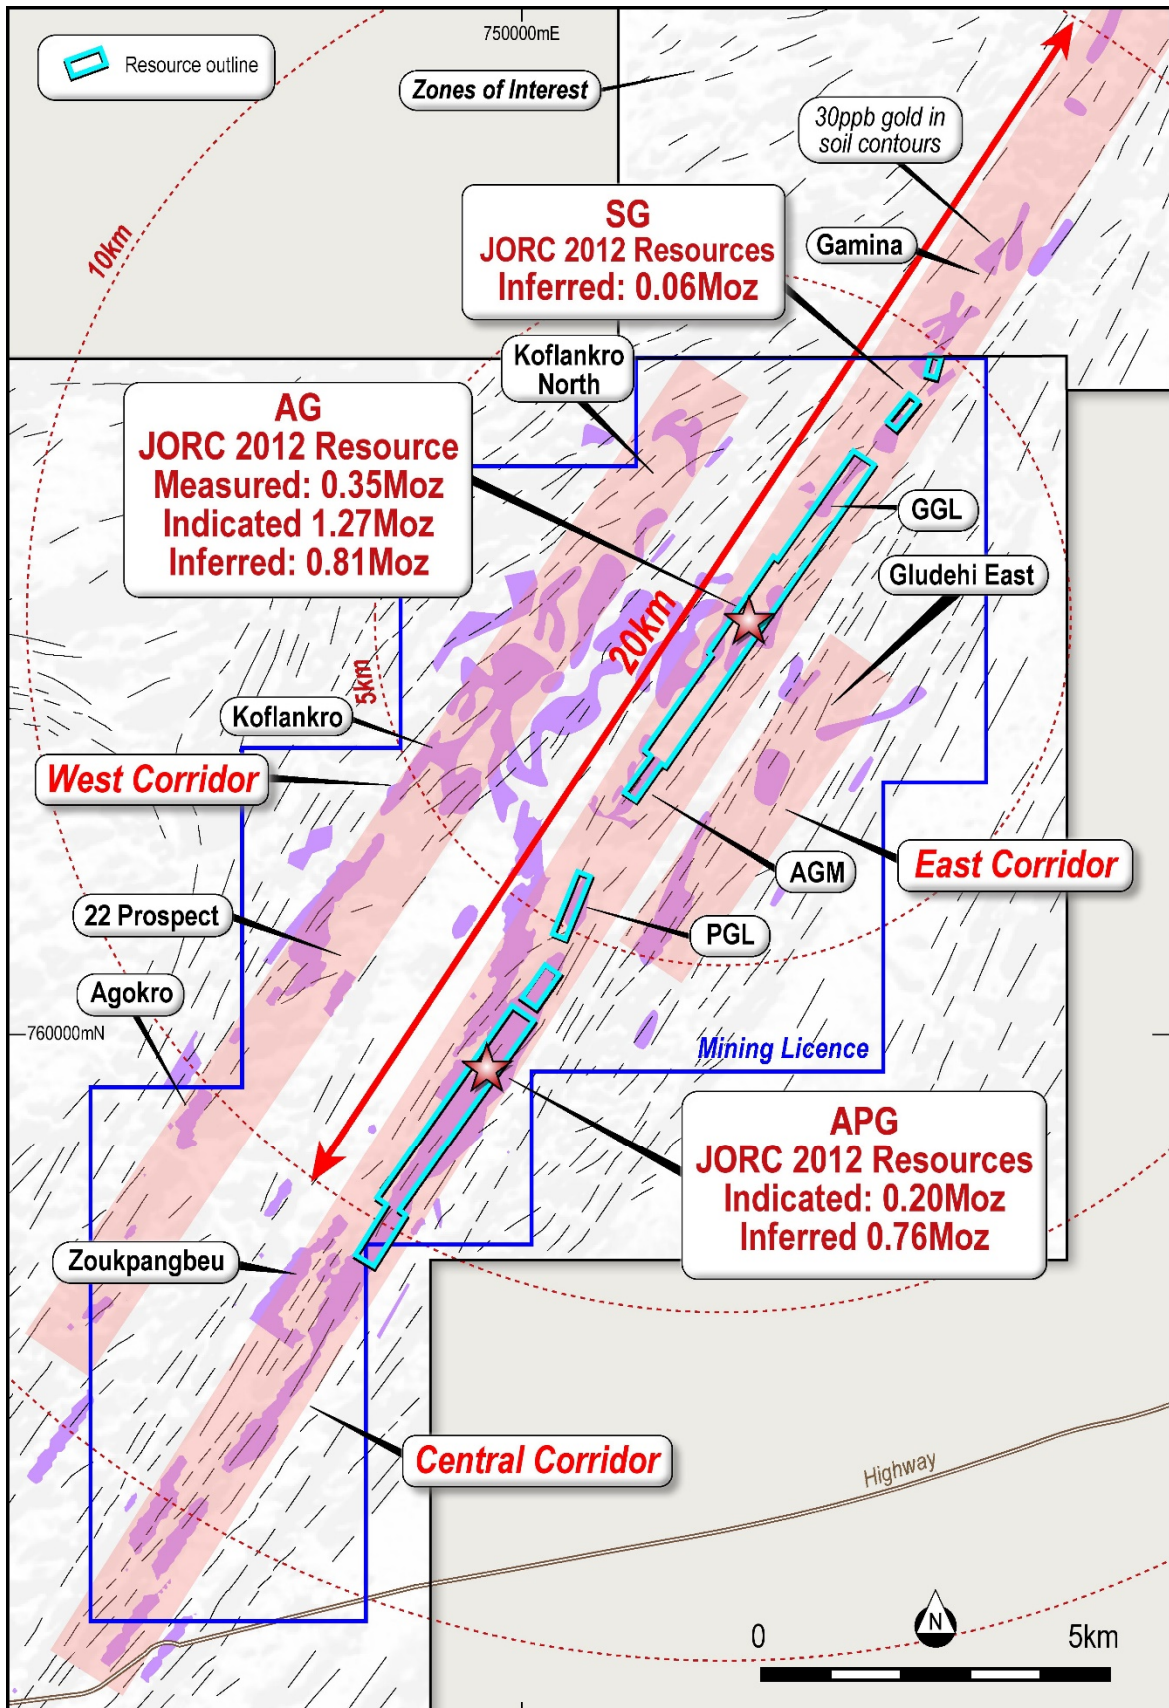 750000mE
Resource outline
Zones of Interest
30ppb gold in
soil contours
10km
SG
JORC 2012 Resources
Inferred: 0.06Moz
Gamina
Koflankro
North
AG
JORC 2012 Resource
Measured: 0.35Moz
Indicated 1.27Moz
Inferred: 0.81Moz
GGL
Gludehi East
20km
5km
Koflankro
West Corridor
East Corridor
AGM
22 Prospect
PGL
Agokro
760000mN
Mining Licence
APG
JORC 2012 Resources
Indicated: 0.20Moz
Inferred 0.76Moz
Zoukpangbeu
Central Corridor
Highway
N
0 5km